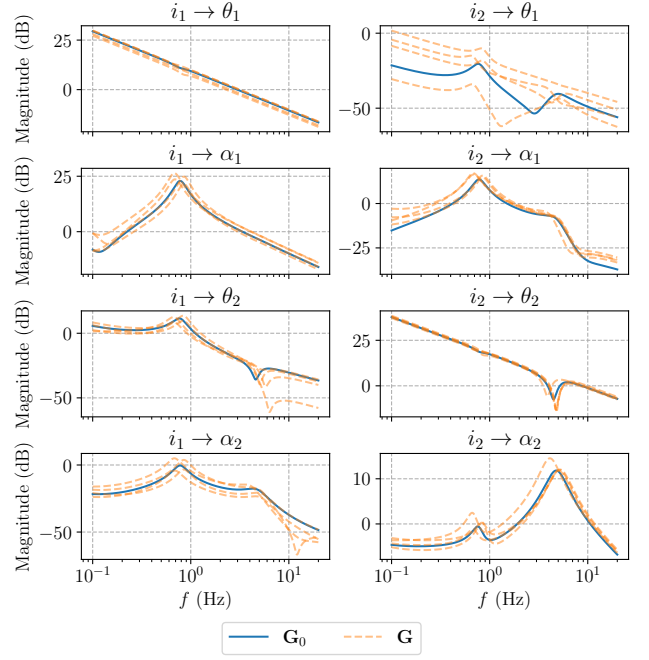 i₁ → θ₁
i₂ → θ₁
Magnitude (dB)
25
0
0
−50
i₁ → α₁
i₂ → α₁
Magnitude (dB)
25
0
0
−25
i₁ → θ₂
i₂ → θ₂
Magnitude (dB)
0
−50
25
0
i₁ → α₂
i₂ → α₂
Magnitude (dB)
0
−50
10
0
10⁻¹ 10⁰ 10¹ 10⁻¹ 10⁰ 10¹
f (Hz) f (Hz)
G₀ G